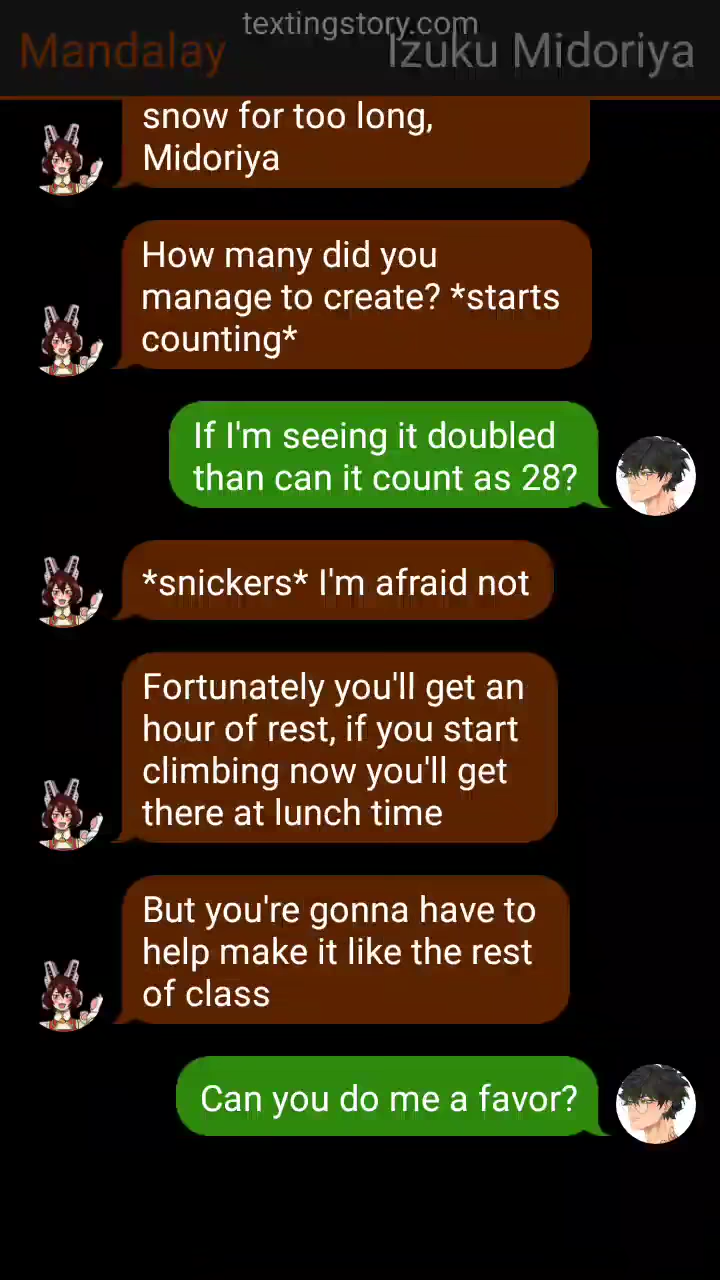 textingstory.com
Mandalay
Izuku Midoriya
snow for too long,
Midoriya
How many did you
manage to create? *starts
counting*
If I'm seeing it doubled
than can it count as 28?
*snickers* I'm afraid not
Fortunately you'll get an
hour of rest, if you start
climbing now you'll get
there at lunch time
But you're gonna have to
help make it like the rest
of class
Can you do me a favor?